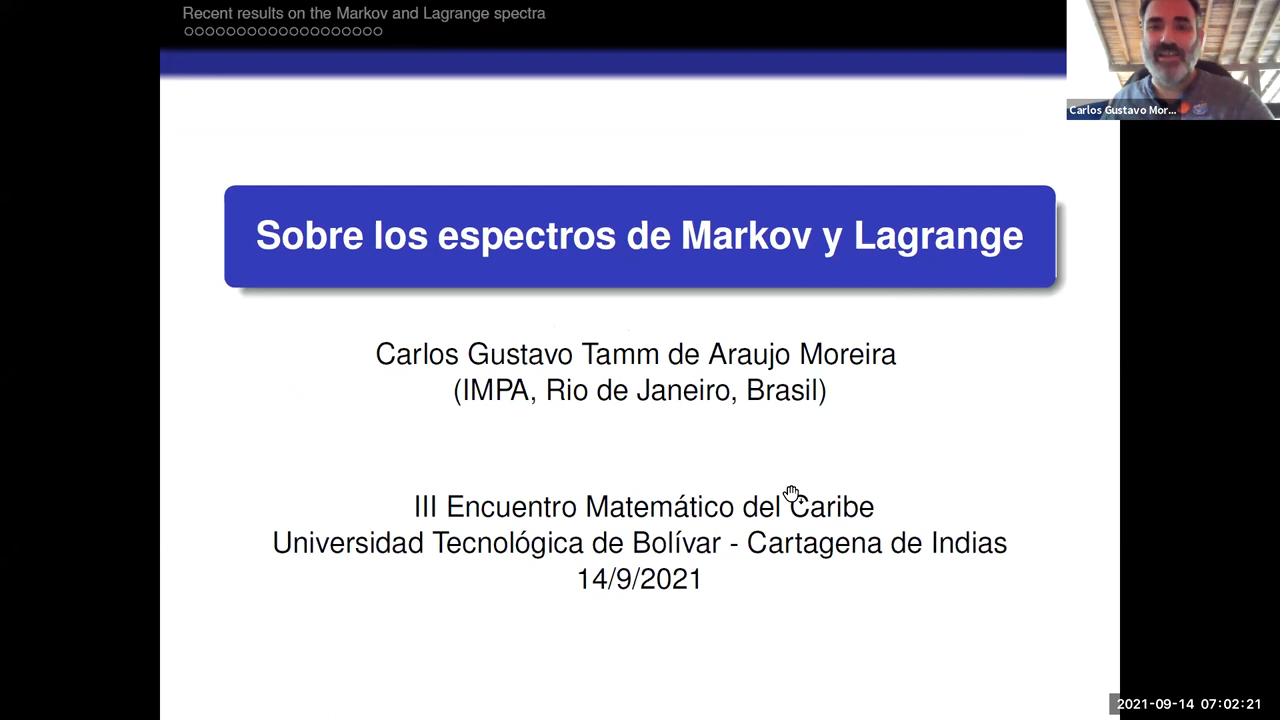 Recent results on the Markov and Lagrange spectra
Carlos Gustavo Mor...
Sobre los espectros de Markov y Lagrange
Carlos Gustavo Tamm de Araujo Moreira
(IMPA, Rio de Janeiro, Brasil)
III Encuentro Matemático del Caribe
Universidad Tecnológica de Bolívar - Cartagena de Indias
14/9/2021
2021-09-14 07:02:21